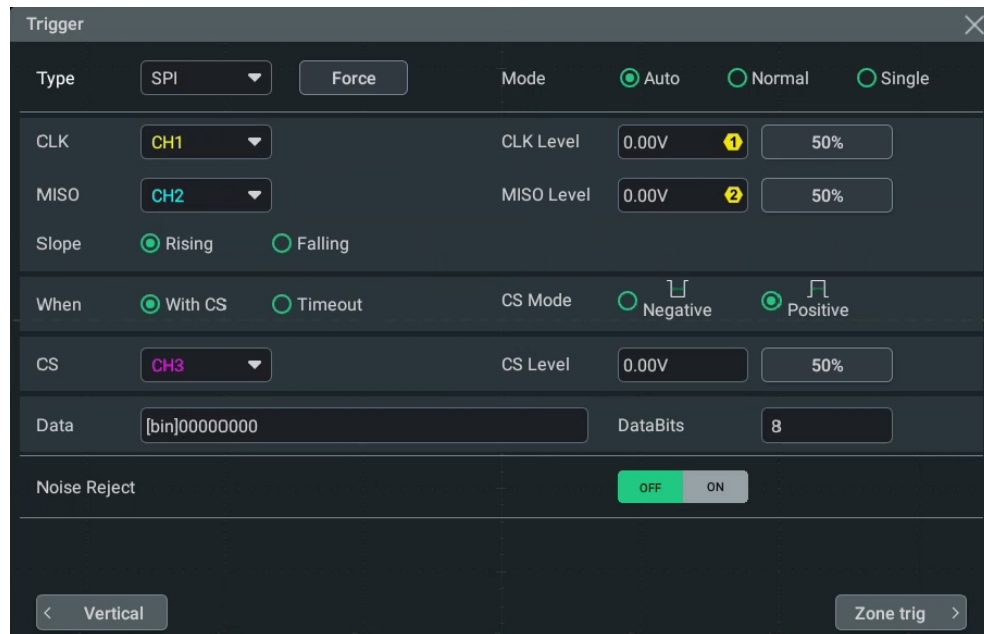 Trigger
Type SPI Force Mode Auto Normal Single
CLK CH1 CLK Level 0.00V 1 50%
MISO CH2 MISO Level 0.00V 2 50%
Slope Rising Falling
When With CS Timeout CS Mode Negative Positive
CS CH3 CS Level 0.00V 50%
Data [bin]00000000 DataBits 8
Noise Reject OFF ON
< Vertical Zone trig >